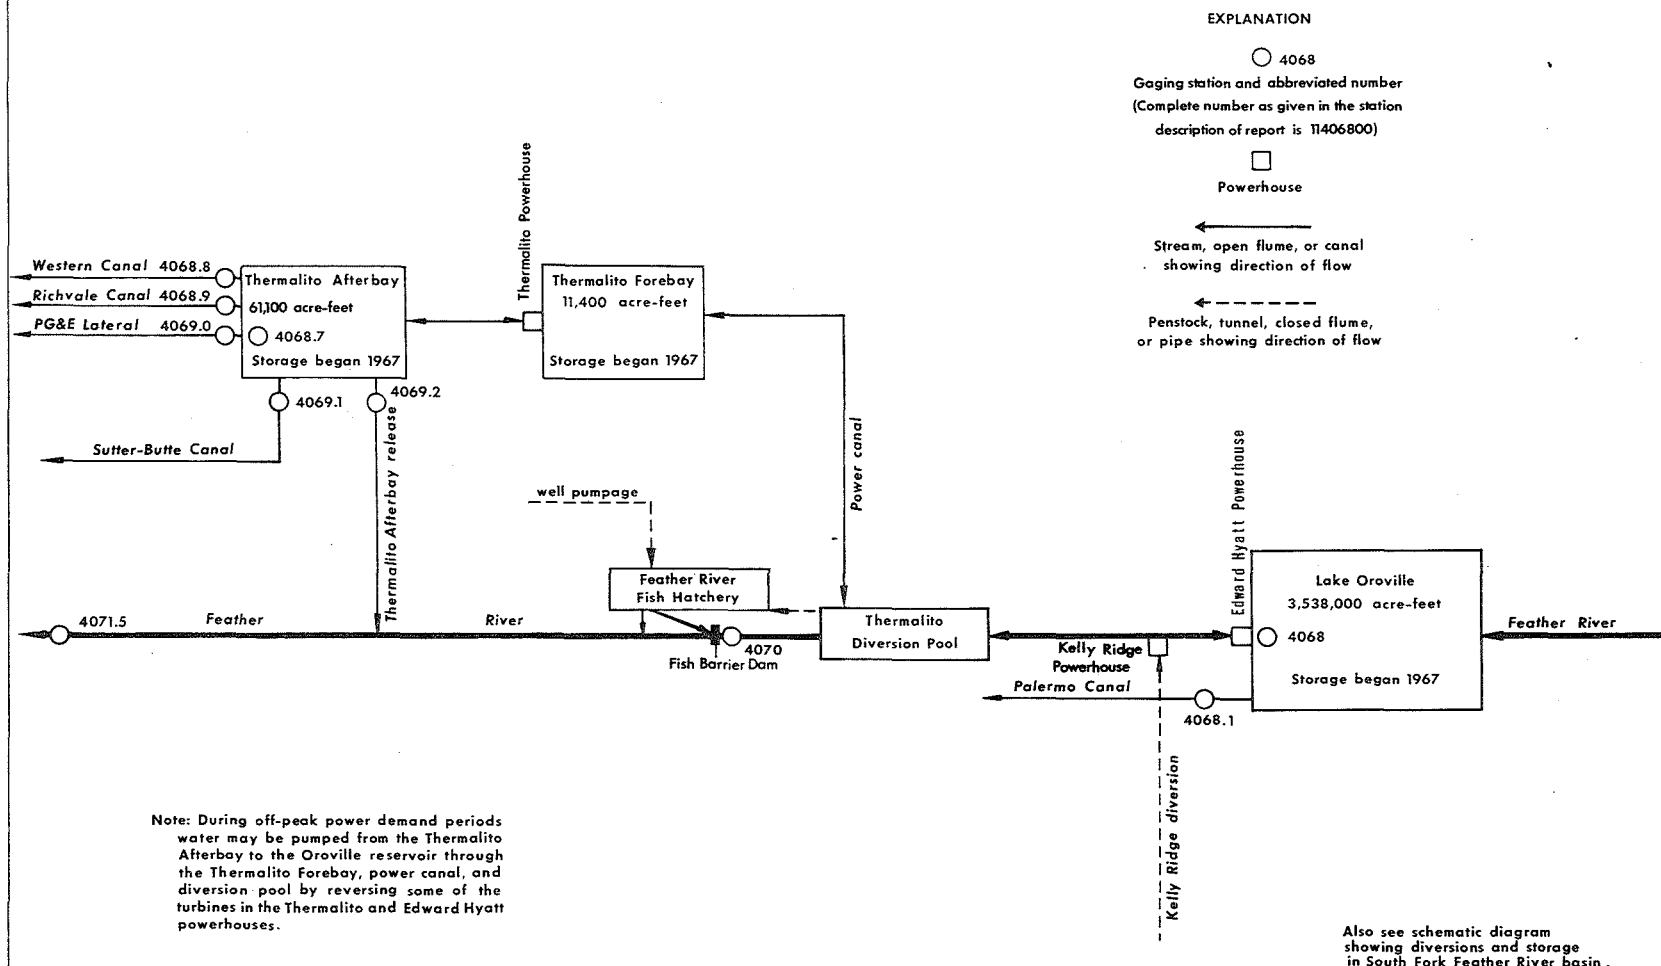 EXPLANATION
4068
Gaging station and abbreviated number
(Complete number as given in the station
description of report is 11406800)
Powerhouse
Stream, open flume, or canal
showing direction of flow
Penstock, tunnel, closed flume,
or pipe showing direction of flow
Thermalito Powerhouse
Western Canal 4068.8
Richvale Canal 4068.9
PG&E Lateral 4069.0
Thermalito Afterbay
61,100 acre-feet
4068.7
Storage began 1967
Thermalito Forebay
11,400 acre-feet
Storage began 1967
4069.1
4069.2
Sutter-Butte Canal
Thermalito Afterbay release
Power canal
well pumpage
Feather River
Fish Hatchery
Edward Hyatt Powerhouse
Lake Oroville
3,538,000 acre-feet
4068
Storage began 1967
Feather River
4071.5
Feather River
4070
Fish Barrier Dam
Thermalito
Diversion Pool
Kelly Ridge
Powerhouse
Palermo Canal
4068.1
Kelly Ridge diversion
Note: During off-peak power demand periods
water may be pumped from the Thermalito
Afterbay to the Oroville reservoir through
the Thermalito Forebay, power canal, and
diversion pool by reversing some of the
turbines in the Thermalito and Edward Hyatt
powerhouses.
Also see schematic diagram
showing diversions and storage
in South Fork Feather River basin.